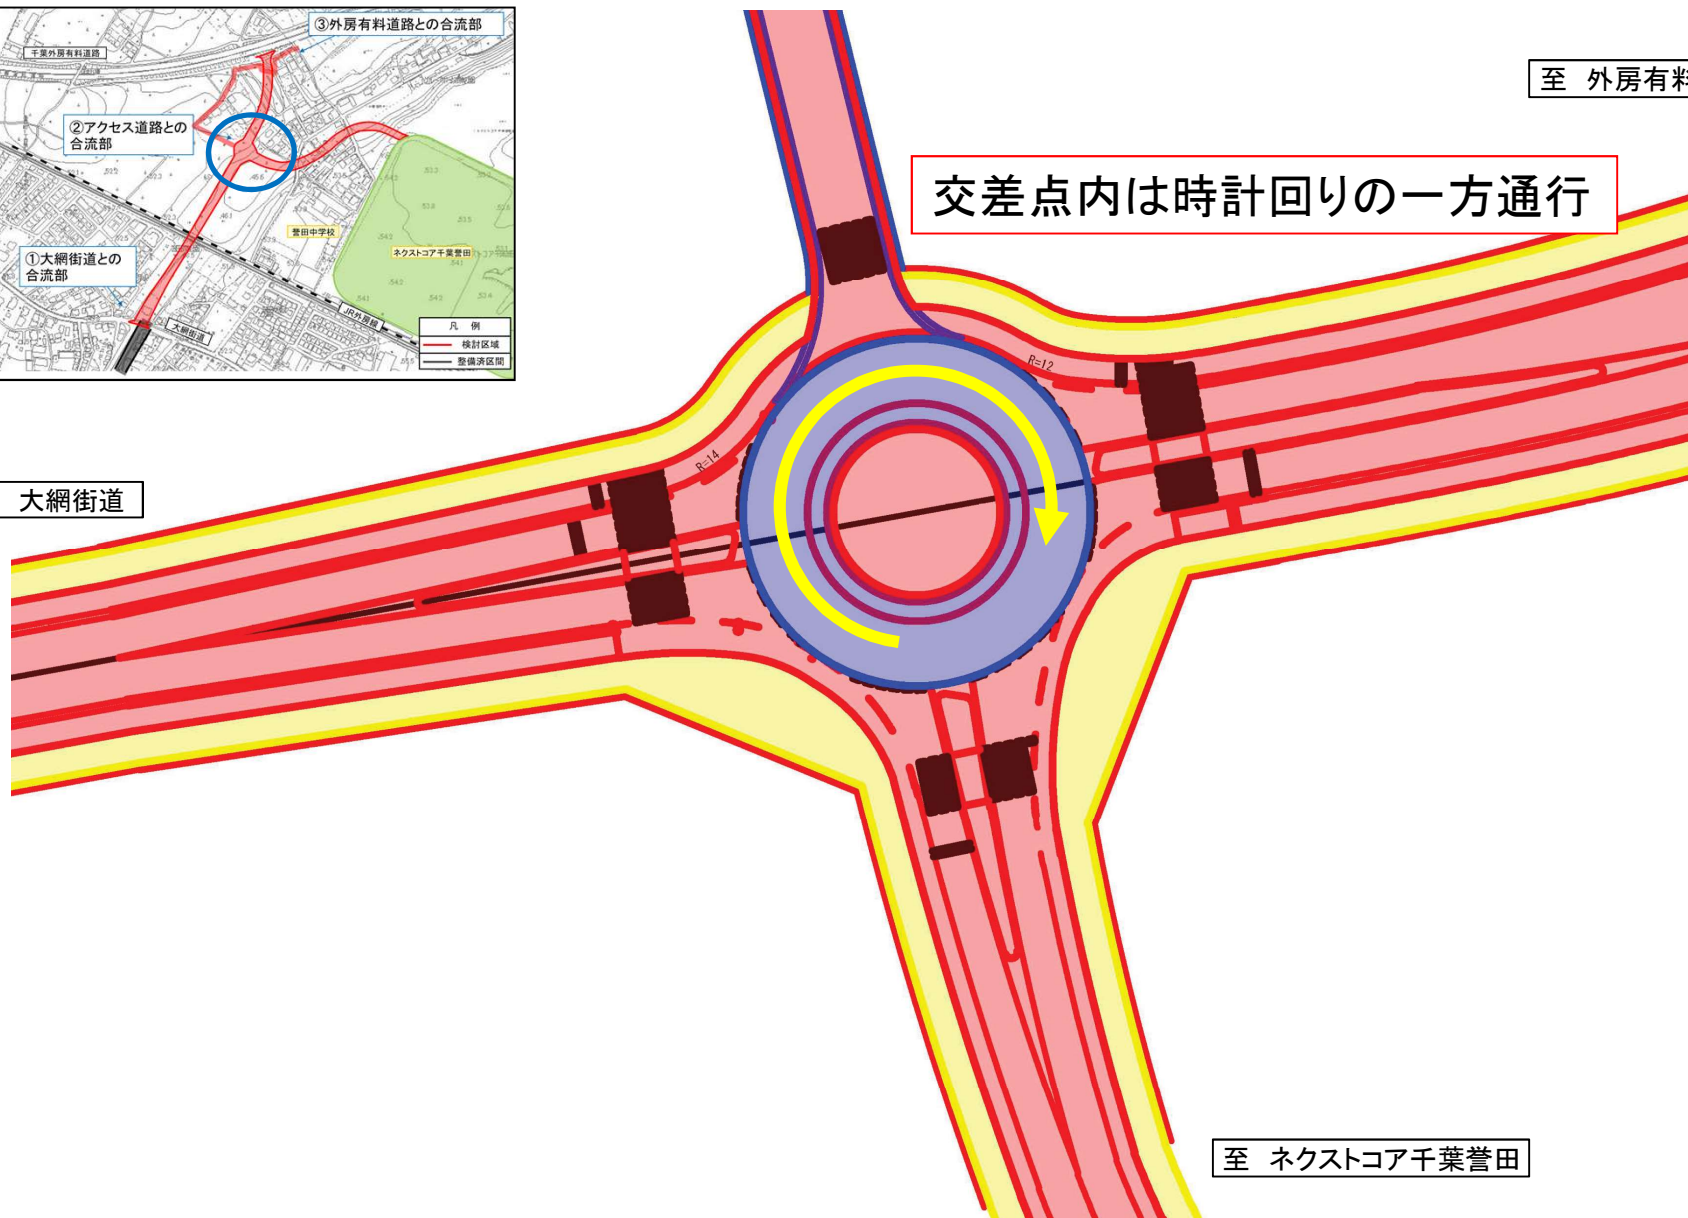 ③外房有料道路との合流部
千葉外房有料道路
②アクセス道路との
合流部
誉田中学校
ネクストコア千葉誉田
①大網街道との
合流部
大網街道
JR外房線
凡 例
検討区域
整備済区間
至 外房有料
交差点内は時計回りの一方通行
R=12
R=14
大網街道
至 ネクストコア千葉誉田